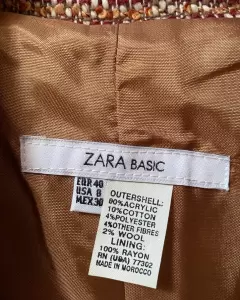 ZARA BASIC
EUR 40
USA 8
MEX 30
OUTERSHELL:
80% ACRYLIC
10% COTTON
4% POLYESTER
4% OTHER FIBRES
2% WOOL
LINING:
100% RAYON
RN (USA) 77302
MADE IN MOROCCO